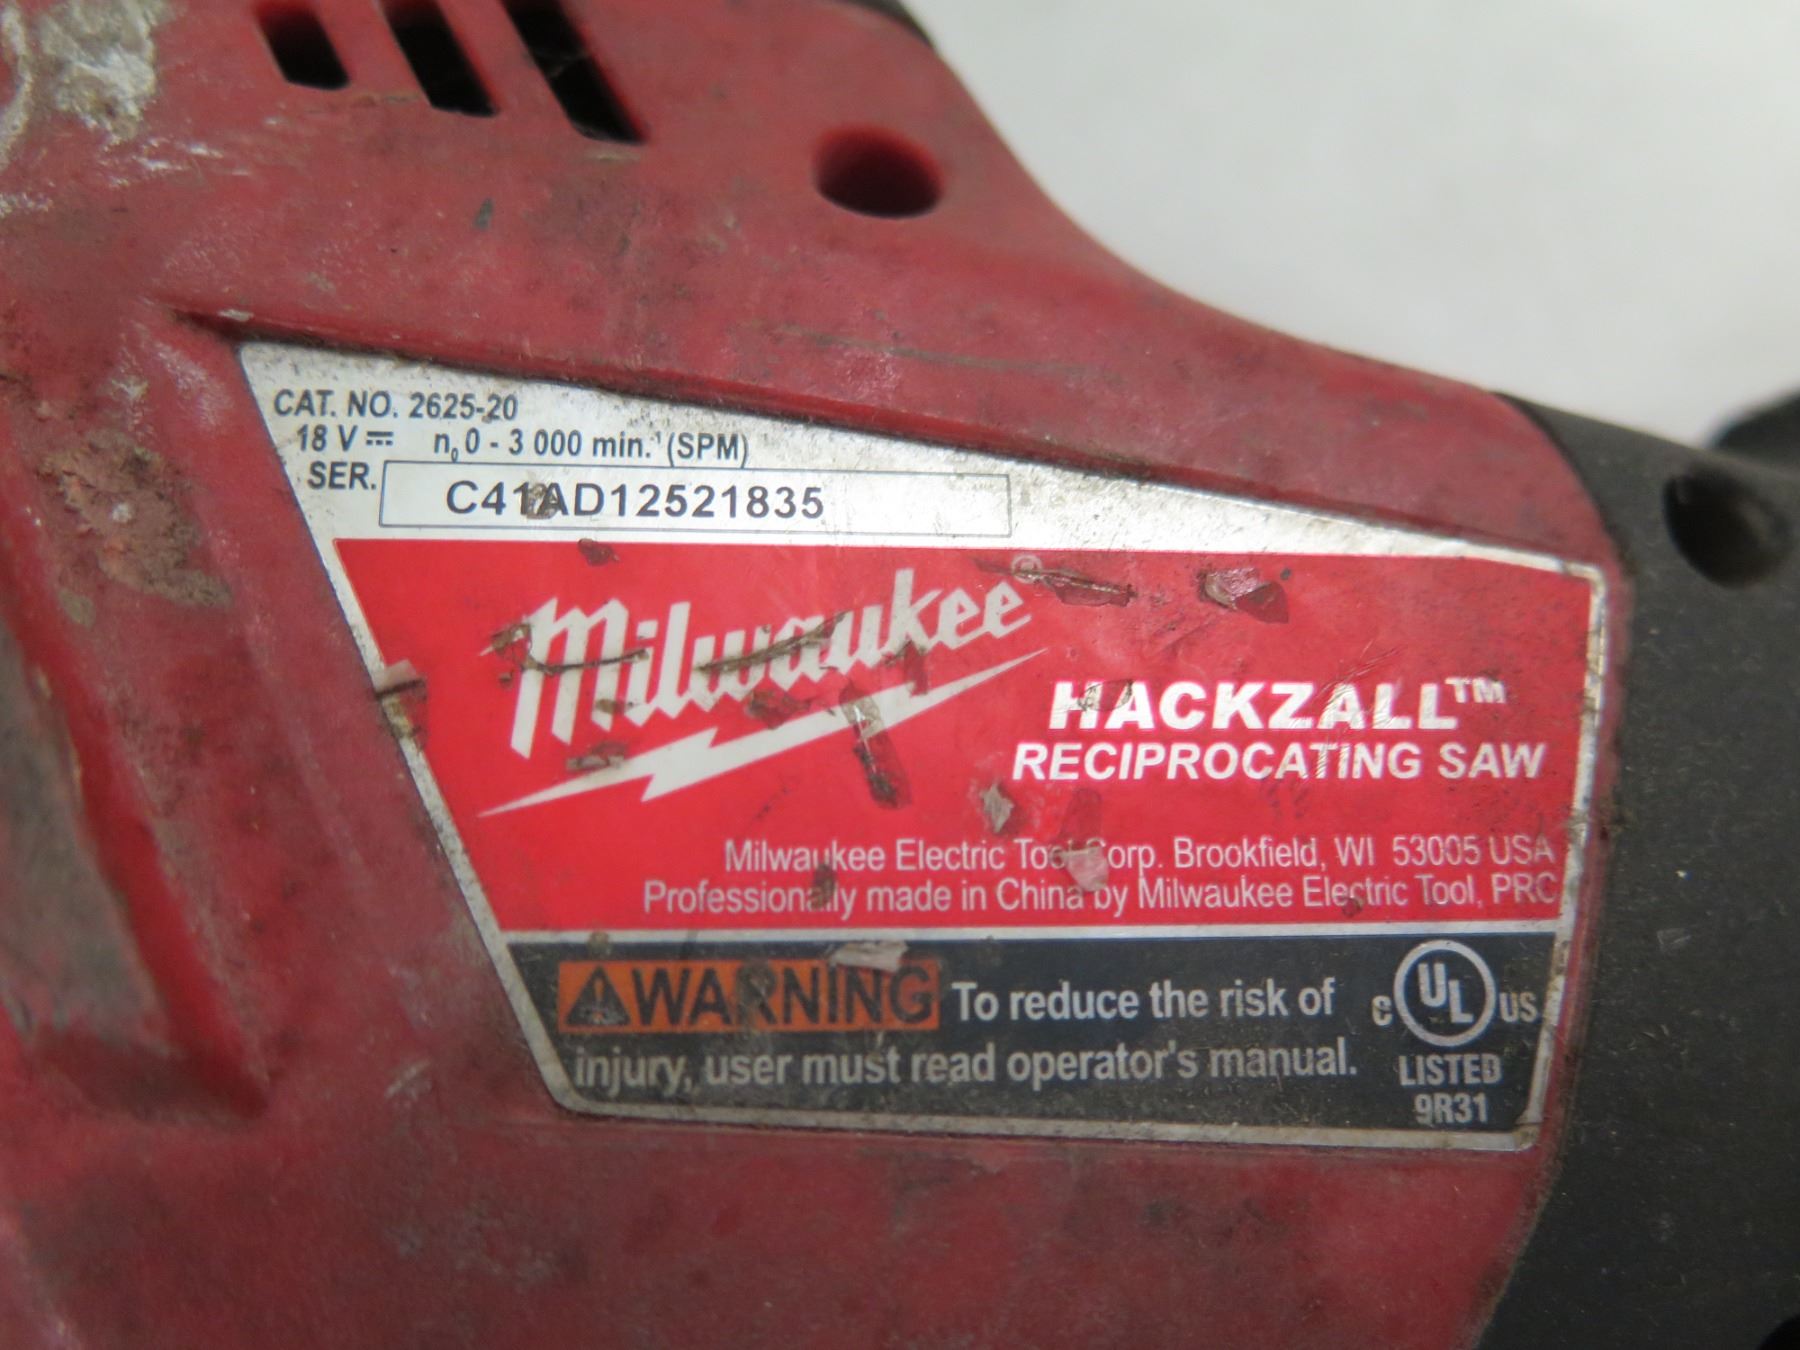 CAT. NO. 2625-20
18 V ⎓ n₀ 0 - 3 000 min.⁻¹ (SPM)
SER. C41AD12521835
Milwaukee®
HACKZALL™
RECIPROCATING SAW
Milwaukee Electric Tool Corp. Brookfield, WI 53005 USA
Professionally made in China by Milwaukee Electric Tool, PRC
WARNING To reduce the risk of
injury, user must read operator's manual.
C UL US
LISTED
9R31